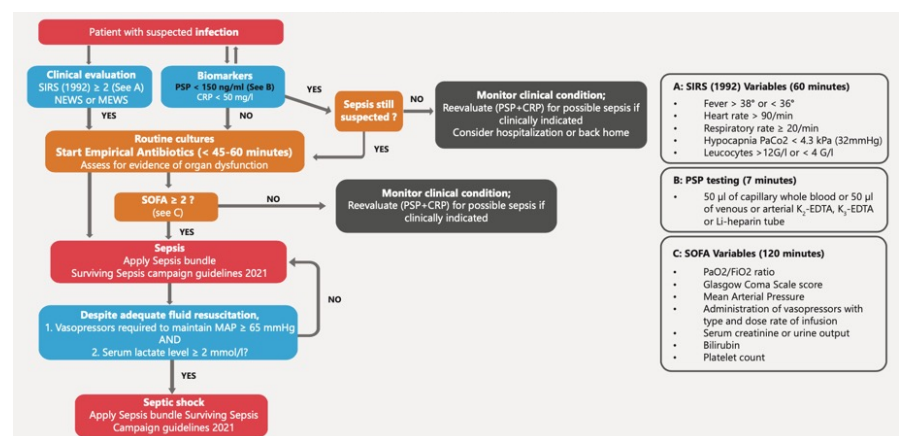 Patient with suspected infection
Clinical evaluation
SIRS (1992) ≥ 2 (See A)
NEWS or MEWS
Biomarkers
PSP < 150 ng/ml (See B)
CRP < 50 mg/l
YES
NO
YES
Sepsis still
suspected ?
NO
YES
Monitor clinical condition;
Reevaluate (PSP+CRP) for possible sepsis if
clinically indicated
Consider hospitalization or back home
Routine cultures
Start Empirical Antibiotics (< 45-60 minutes)
Assess for evidence of organ dysfunction
SOFA ≥ 2 ?
(see C)
NO
YES
Monitor clinical condition;
Reevaluate (PSP+CRP) for possible sepsis if
clinically indicated
Sepsis
Apply Sepsis bundle
Surviving Sepsis campaign guidelines 2021
NO
Despite adequate fluid resuscitation,
1. Vasopressors required to maintain MAP ≥ 65 mmHg
AND
2. Serum lactate level ≥ 2 mmol/l?
YES
Septic shock
Apply Sepsis bundle Surviving Sepsis
Campaign guidelines 2021
A: SIRS (1992) Variables (60 minutes)
• Fever > 38° or < 36°
• Heart rate > 90/min
• Respiratory rate ≥ 20/min
• Hypocapnia PaCo2 < 4.3 kPa (32mmHg)
• Leucocytes >12G/l or < 4 G/l
B: PSP testing (7 minutes)
• 50 µl of capillary whole blood or 50 µl
of venous or arterial K₂-EDTA, K₃-EDTA
or Li-heparin tube
C: SOFA Variables (120 minutes)
• PaO2/FiO2 ratio
• Glasgow Coma Scale score
• Mean Arterial Pressure
• Administration of vasopressors with
type and dose rate of infusion
• Serum creatinine or urine output
• Bilirubin
• Platelet count